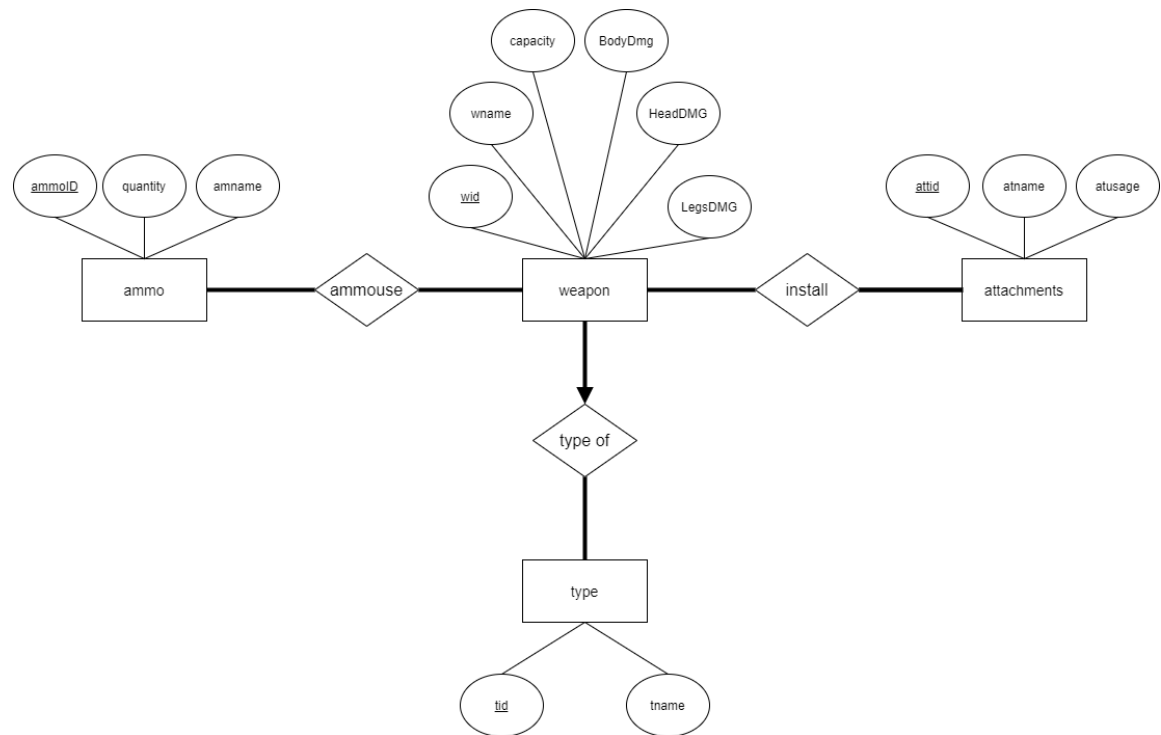 capacity
BodyDmg
wname
HeadDMG
ammoID
quantity
amname
wid
LegsDMG
attid
atname
atusage
ammo
ammouse
weapon
install
attachments
type of
type
tid
tname